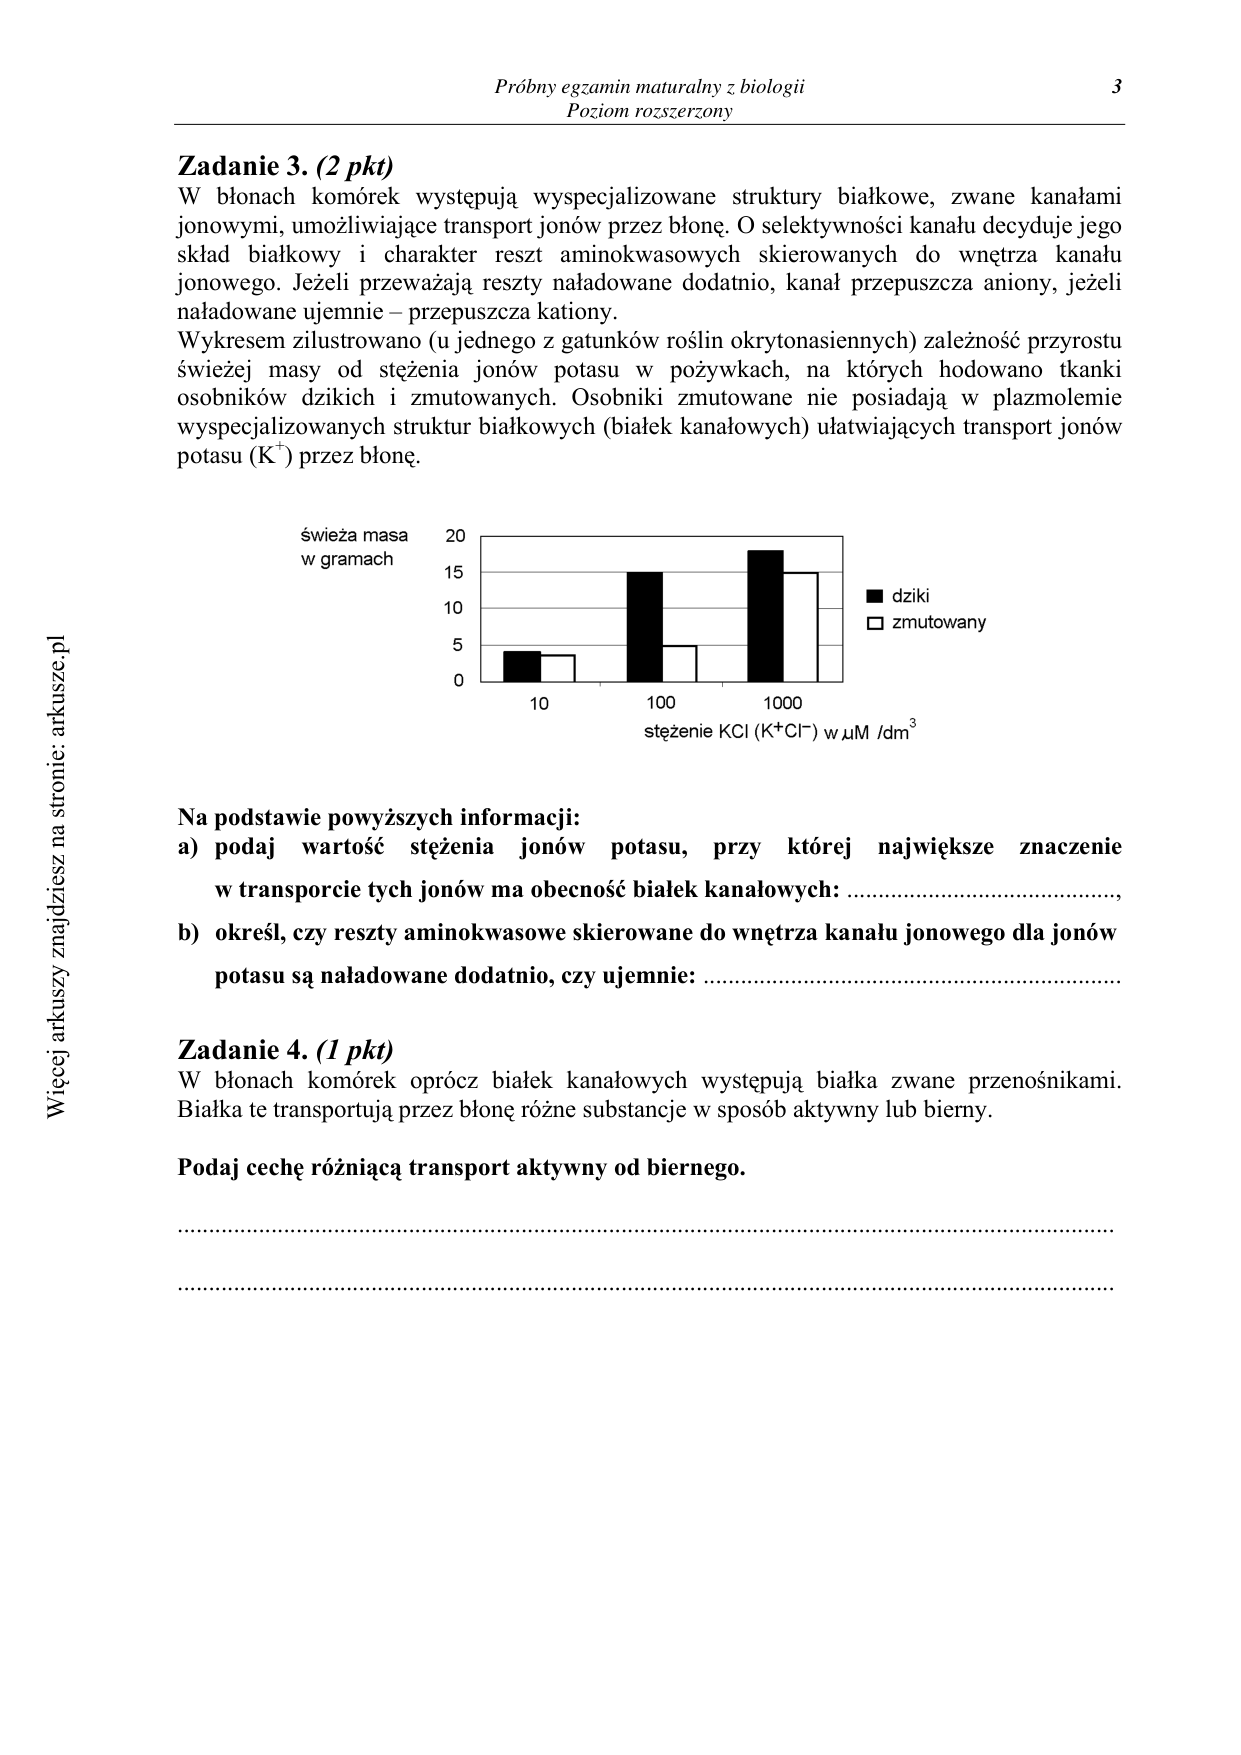 Próbny egzamin maturalny z biologii 3
Poziom rozszerzony
Zadanie 3. (2 pkt)
W błonach komórek występują wyspecjalizowane struktury białkowe, zwane kanałami
jonowymi, umożliwiające transport jonów przez błonę. O selektywności kanału decyduje jego
skład białkowy i charakter reszt aminokwasowych skierowanych do wnętrza kanału
jonowego. Jeżeli przeważają reszty naładowane dodatnio, kanał przepuszcza aniony, jeżeli
naładowane ujemnie – przepuszcza kationy.
Wykresem zilustrowano (u jednego z gatunków roślin okrytonasiennych) zależność przyrostu
świeżej masy od stężenia jonów potasu w pożywkach, na których hodowano tkanki
osobników dzikich i zmutowanych. Osobniki zmutowane nie posiadają w plazmolemie
wyspecjalizowanych struktur białkowych (białek kanałowych) ułatwiających transport jonów
potasu (K⁺) przez błonę.
świeża masa
w gramach
20
15
10
5
0
10 100 1000
stężenie KCl (K⁺Cl⁻) w µM /dm³
dziki
zmutowany
Na podstawie powyższych informacji:
a) podaj wartość stężenia jonów potasu, przy której największe znaczenie
w transporcie tych jonów ma obecność białek kanałowych: ...........................................,
b) określ, czy reszty aminokwasowe skierowane do wnętrza kanału jonowego dla jonów
potasu są naładowane dodatnio, czy ujemnie: ...................................................................
Zadanie 4. (1 pkt)
W błonach komórek oprócz białek kanałowych występują białka zwane przenośnikami.
Białka te transportują przez błonę różne substancje w sposób aktywny lub bierny.
Podaj cechę różniącą transport aktywny od biernego.
......................................................................................................................................................
......................................................................................................................................................
Więcej arkuszy znajdziesz na stronie: arkusze.pl